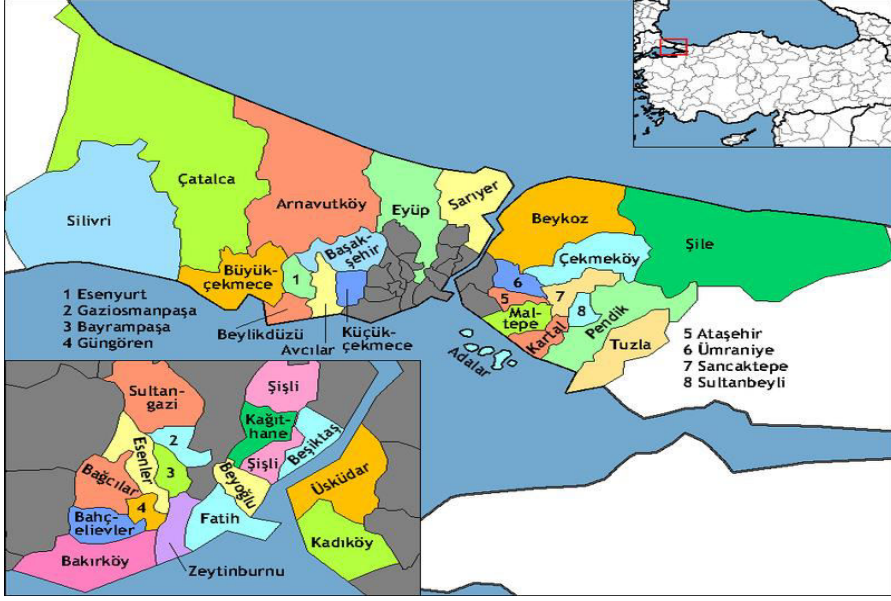 Silivri
Çatalca
Arnavutköy
Eyüp
Sarıyer
Büyük-
çekmece
1
Başak-
şehir
Beylikdüzü
Avcılar
Küçük-
çekmece
1 Esenyurt
2 Gaziosmanpaşa
3 Bayrampaşa
4 Güngören
Beykoz
Şile
Çekmeköy
6
5
7
8
Mal-
tepe
Kartal
Pendik
Tuzla
Adalar
5 Ataşehir
6 Ümraniye
7 Sancaktepe
8 Sultanbeyli
Sultan-
gazi
Şişli
Kağıt-
hane
Beşiktaş
Şişli
2
Esenler
3
Beyoğlu
Bağcılar
4
Bahç-
elievler
Fatih
Bakırköy
Zeytinburnu
Üsküdar
Kadıköy